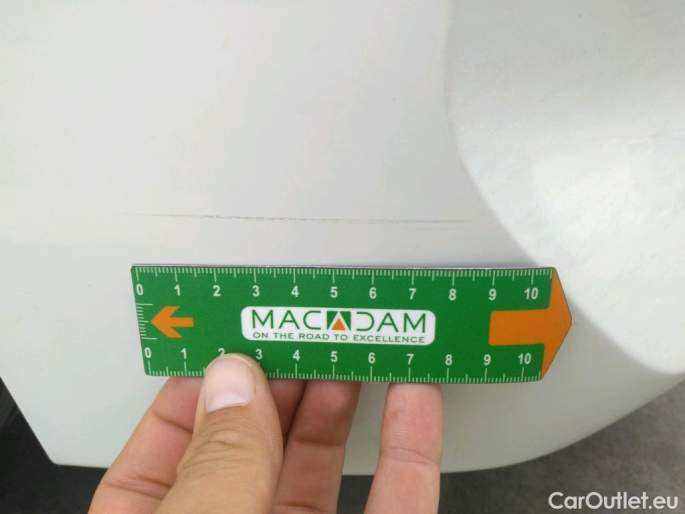 0 1 2 3 4 5 6 7 8 9 10
MACADAM
ON THE ROAD TO EXCELLENCE
0 1 2 3 4 5 6 7 8 9 10
CarOutlet.eu